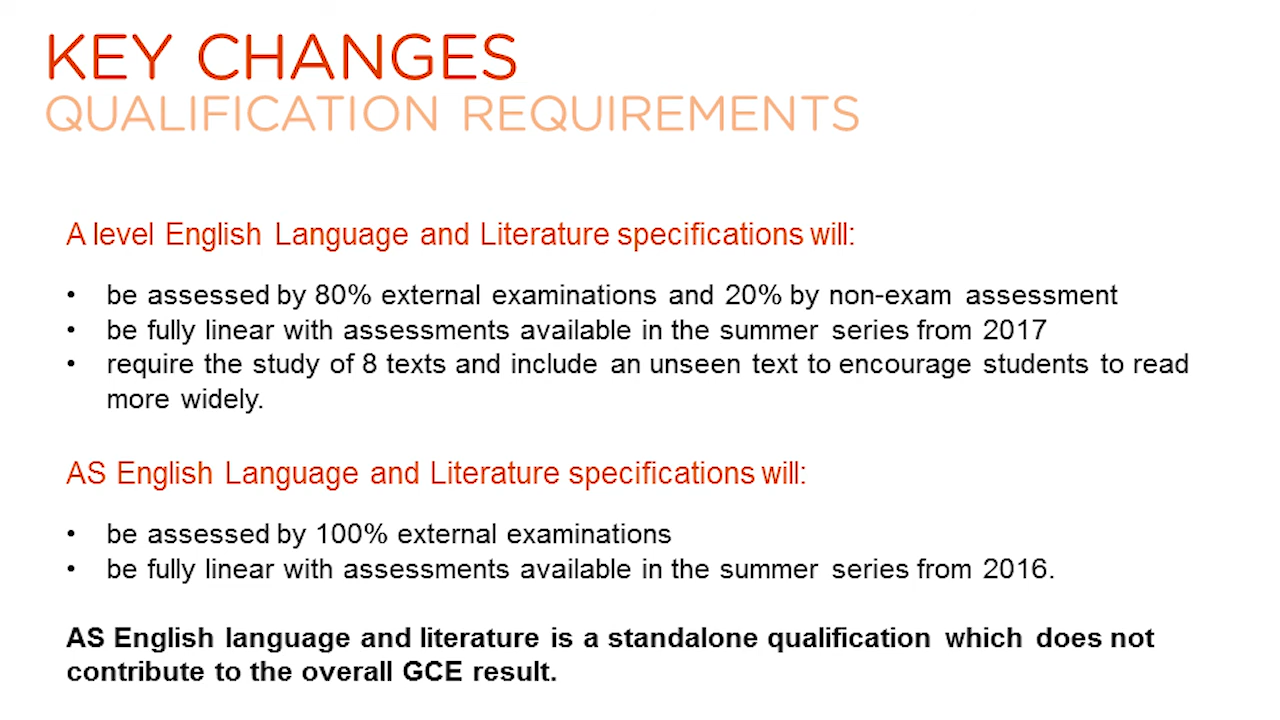 KEY CHANGES
QUALIFICATION REQUIREMENTS
A level English Language and Literature specifications will:
• be assessed by 80% external examinations and 20% by non-exam assessment
• be fully linear with assessments available in the summer series from 2017
• require the study of 8 texts and include an unseen text to encourage students to read
more widely.
AS English Language and Literature specifications will:
• be assessed by 100% external examinations
• be fully linear with assessments available in the summer series from 2016.
AS English language and literature is a standalone qualification which does not
contribute to the overall GCE result.